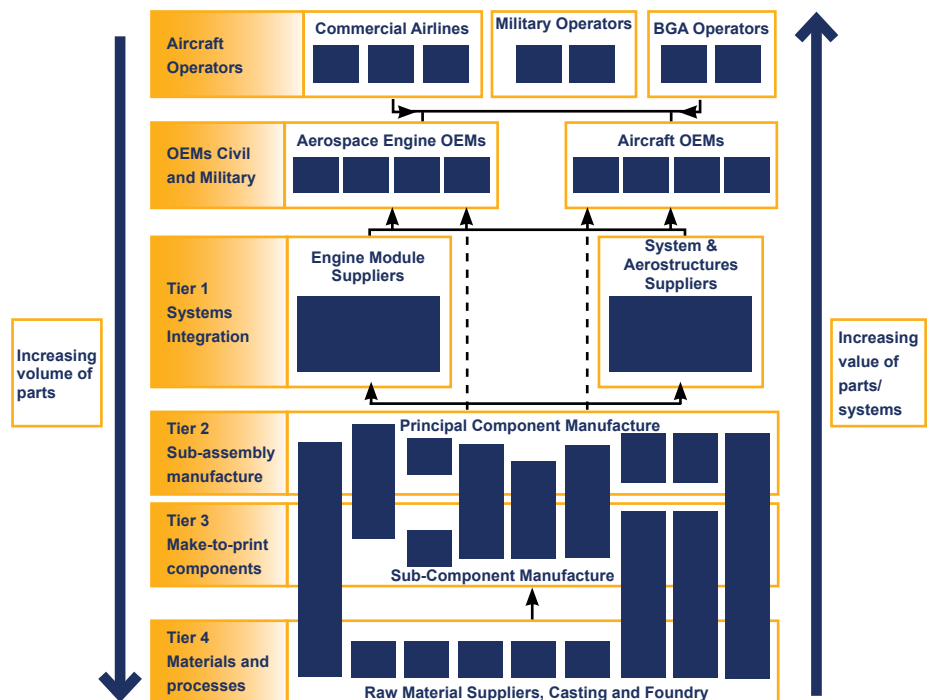 Aircraft
Operators
Commercial Airlines
Military Operators
BGA Operators
OEMs Civil
and Military
Aerospace Engine OEMs
Aircraft OEMs
Tier 1
Systems
Integration
Engine Module
Suppliers
System &
Aerostructures
Suppliers
Increasing
volume of
parts
Increasing
value of
parts/
systems
Tier 2
Sub-assembly
manufacture
Principal Component Manufacture
Tier 3
Make-to-print
components
Sub-Component Manufacture
Tier 4
Materials and
processes
Raw Material Suppliers, Casting and Foundry